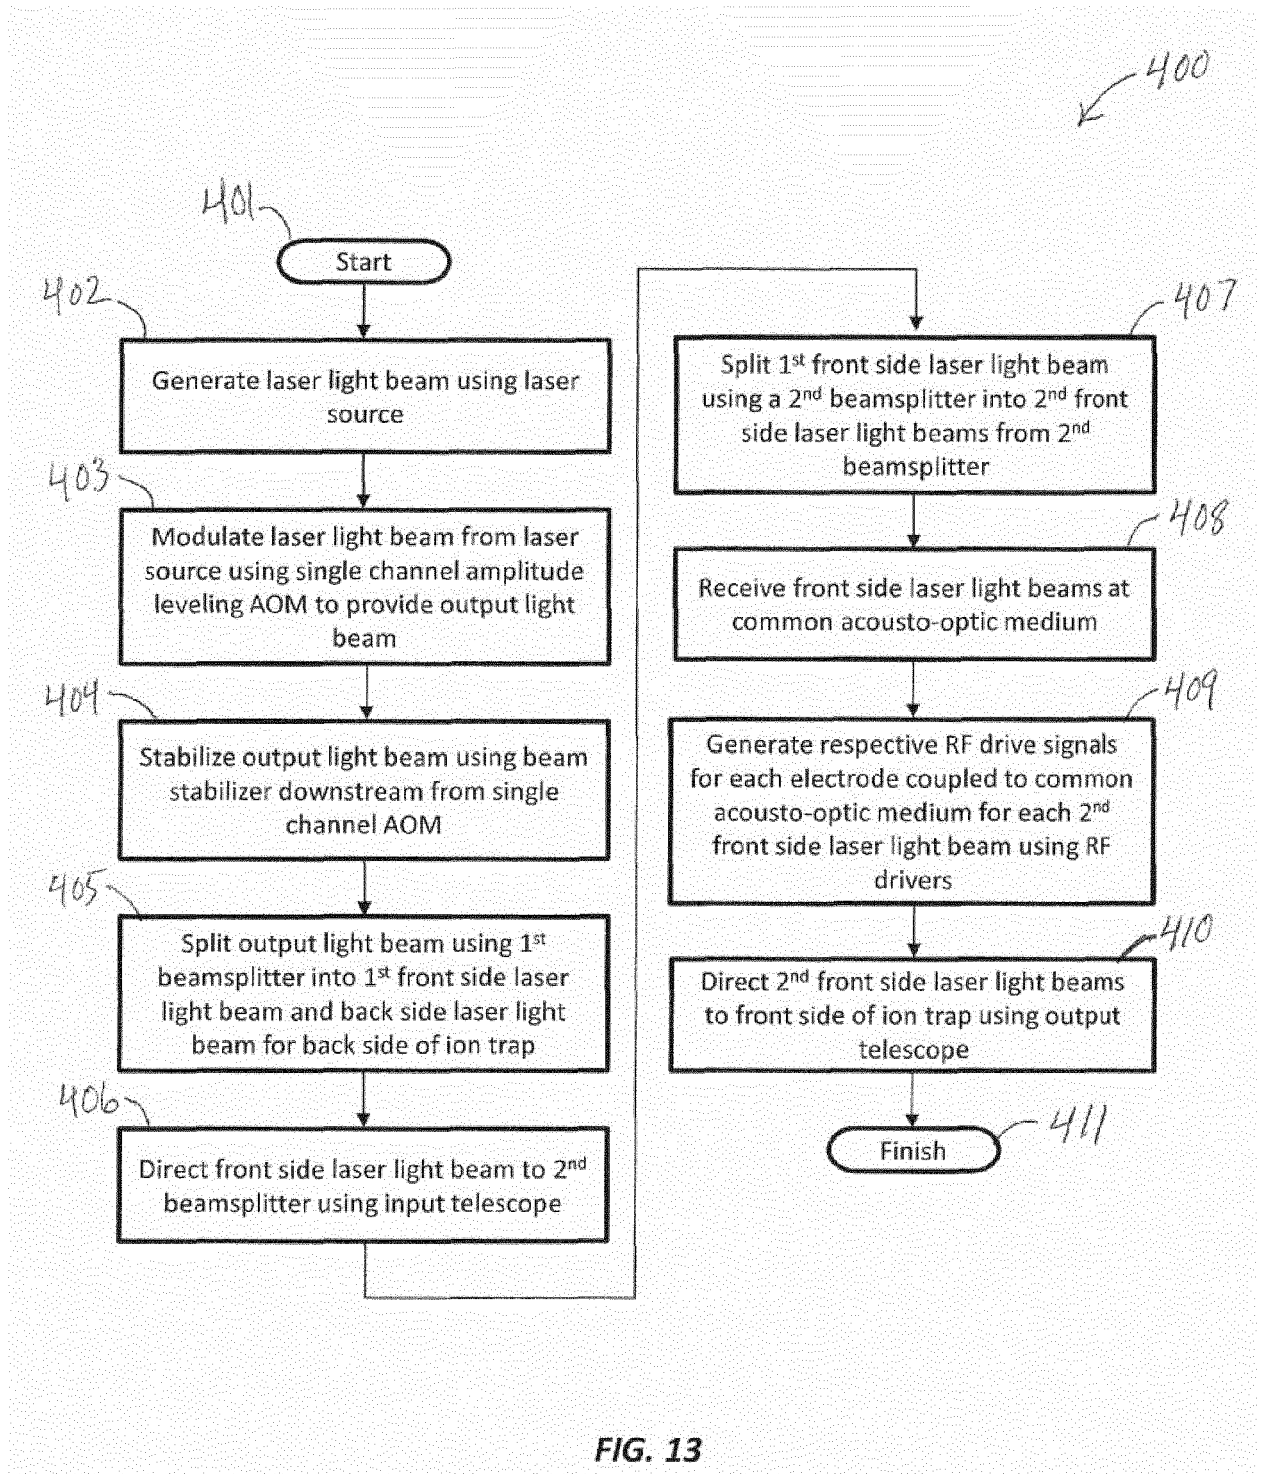 400
401
Start
402
Generate laser light beam using laser
source
403
Modulate laser light beam from laser
source using single channel amplitude
leveling AOM to provide output light
beam
404
Stabilize output light beam using beam
stabilizer downstream from single
channel AOM
405
Split output light beam using 1st
beamsplitter into 1st front side laser
light beam and back side laser light
beam for back side of ion trap
406
Direct front side laser light beam to 2nd
beamsplitter using input telescope
407
Split 1st front side laser light beam
using a 2nd beamsplitter into 2nd front
side laser light beams from 2nd
beamsplitter
408
Receive front side laser light beams at
common acousto-optic medium
409
Generate respective RF drive signals
for each electrode coupled to common
acousto-optic medium for each 2nd
front side laser light beam using RF
drivers
410
Direct 2nd front side laser light beams
to front side of ion trap using output
telescope
411
Finish
FIG. 13